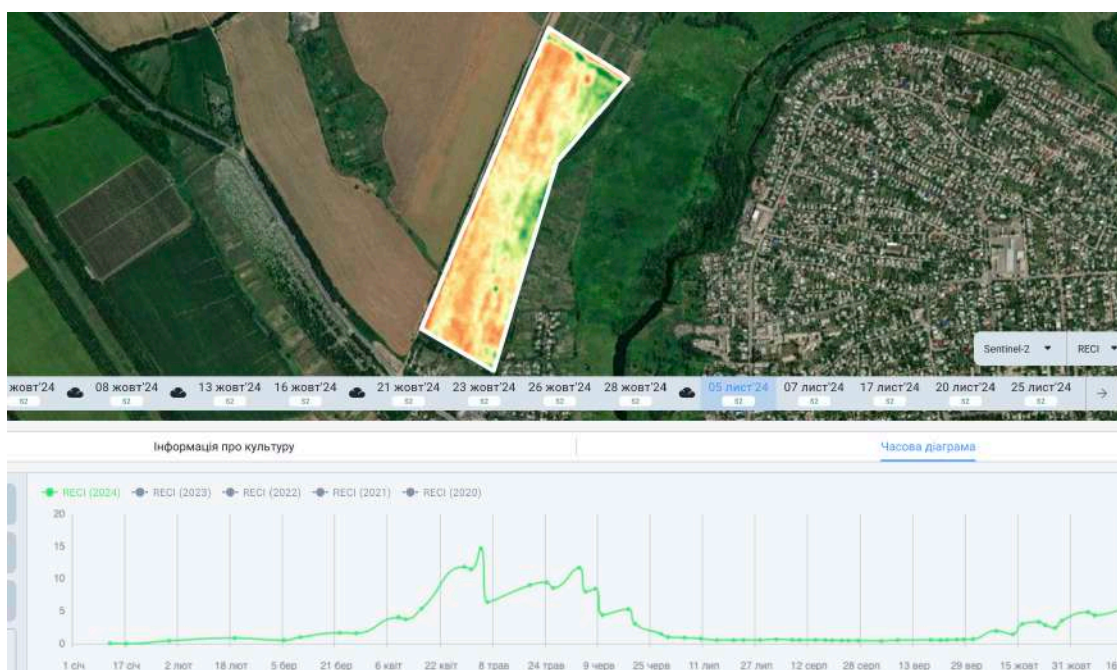 Sentinel-2 RECI
жовт'24 08 жовт'24 13 жовт'24 16 жовт'24 21 жовт'24 23 жовт'24 26 жовт'24 28 жовт'24 05 лист'24 07 лист'24 17 лист'24 20 лист'24 25 лист'24
S2 S2 S2 S2 S2 S2 S2 S2 S2 S2 S2 S2 S2
Інформація про культуру Часова діаграма
RECI (2024) RECI (2023) RECI (2022) RECI (2021) RECI (2020)
20
15
10
5
0
1 січ 17 січ 2 лют 18 лют 5 бер 21 бер 6 квіт 22 квіт 8 трав 24 трав 9 черв 25 черв 11 лип 27 лип 12 серп 28 серп 13 вер 29 вер 15 жовт 31 жовт